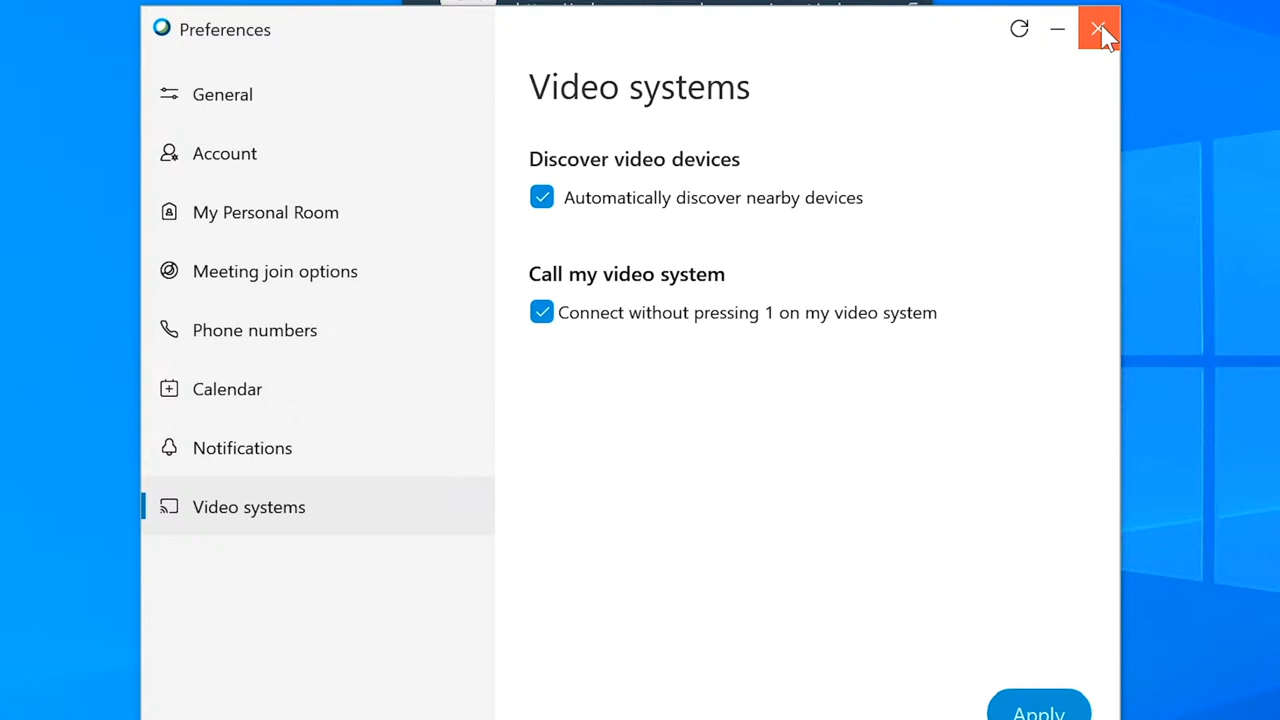 Preferences
General
Account
My Personal Room
Meeting join options
Phone numbers
Calendar
Notifications
Video systems
Video systems
Discover video devices
Automatically discover nearby devices
Call my video system
Connect without pressing 1 on my video system
Apply